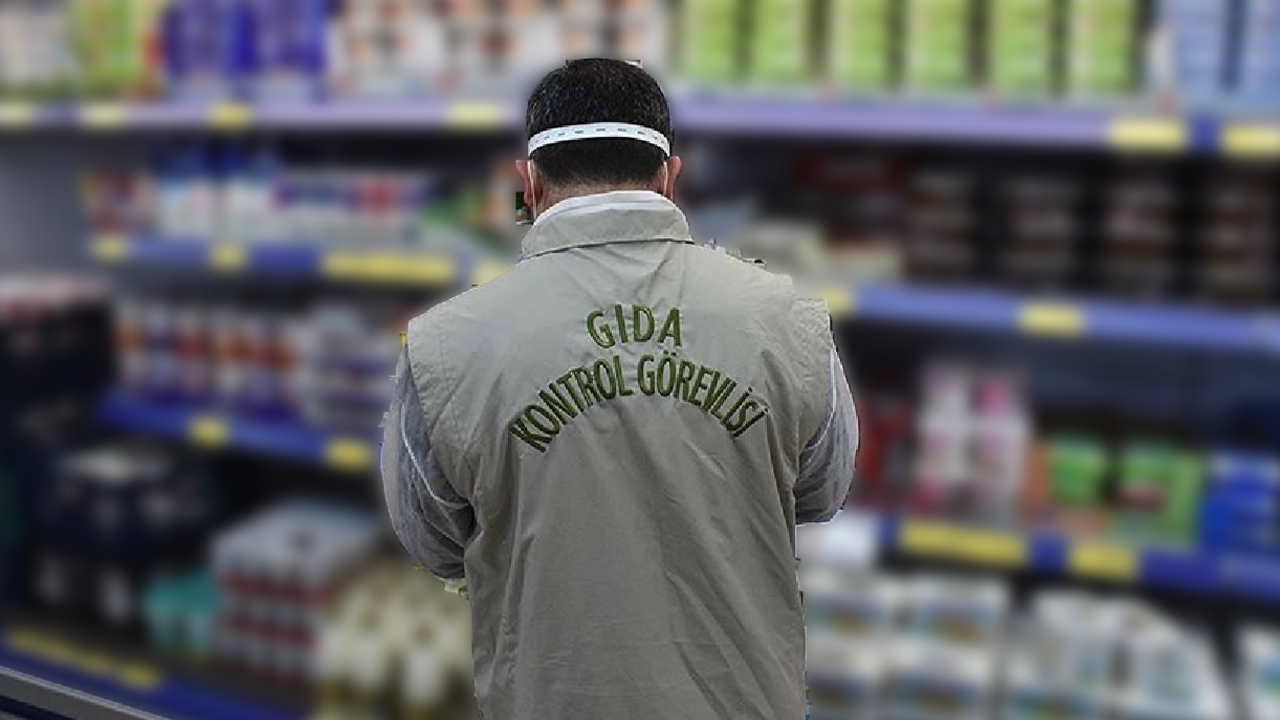 GIDA
KONTROL GÖREVLİSİ